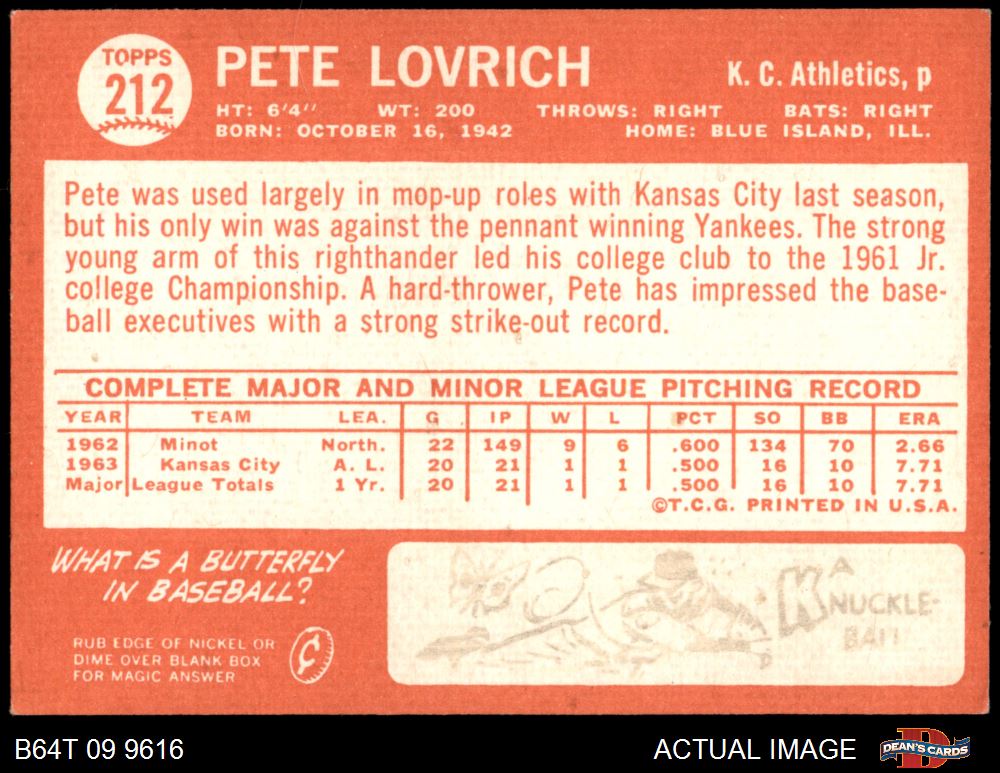 TOPPS
212
PETE LOVRICH
K. C. Athletics, p
HT: 6'4" WT: 200 THROWS: RIGHT BATS: RIGHT
BORN: OCTOBER 16, 1942 HOME: BLUE ISLAND, ILL.
Pete was used largely in mop-up roles with Kansas City last season,
but his only win was against the pennant winning Yankees. The strong
young arm of this righthander led his college club to the 1961 Jr.
college Championship. A hard-thrower, Pete has impressed the base-
ball executives with a strong strike-out record.
COMPLETE MAJOR AND MINOR LEAGUE PITCHING RECORD
YEAR TEAM LEA. G IP W L PCT SO BB ERA
1962 Minot North. 22 149 9 6 .600 134 70 2.66
1963 Kansas City A. L. 20 21 1 1 .500 16 10 7.71
Major League Totals 1 Yr. 20 21 1 1 .500 16 10 7.71
©T.C.G. PRINTED IN U.S.A.
WHAT IS A BUTTERFLY
IN BASEBALL?
RUB EDGE OF NICKEL OR
DIME OVER BLANK BOX
FOR MAGIC ANSWER
A
KNUCKLE-
BALL
B64T 09 9616
ACTUAL IMAGE
DEAN'S CARDS